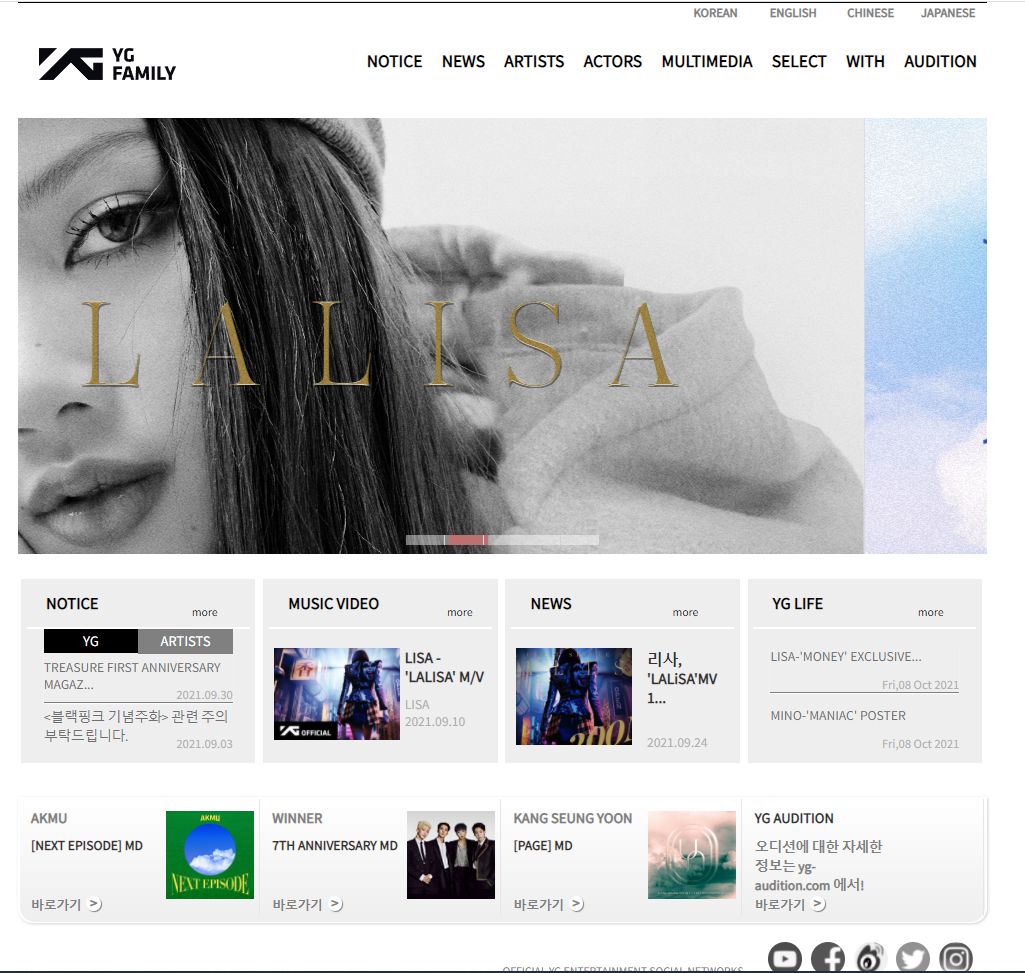 KOREAN ENGLISH CHINESE JAPANESE
YG
FAMILY
NOTICE NEWS ARTISTS ACTORS MULTIMEDIA SELECT WITH AUDITION
LALISA
NOTICE
more
YG ARTISTS
TREASURE FIRST ANNIVERSARY
MAGAZ...
2021.09.30
<블랙핑크 기념주화> 관련 주의
부탁드립니다.
2021.09.03
MUSIC VIDEO
more
OFFICIAL
LISA -
'LALISA' M/V
LISA
2021.09.10
NEWS
more
리사,
'LALiSA'MV
1...
2021.09.24
YG LIFE
more
LISA-'MONEY' EXCLUSIVE...
Fri,08 Oct 2021
MINO-'MANIAC' POSTER
Fri,08 Oct 2021
AKMU
[NEXT EPISODE] MD
바로가기 >
AKMU
NEXT EPISODE
WINNER
7TH ANNIVERSARY MD
바로가기 >
KANG SEUNG YOON
[PAGE] MD
바로가기 >
YG AUDITION
오디션에 대한 자세한
정보는 yg-
audition.com 에서!
바로가기 >
OFFICIAL YG ENTERTAINMENT SOCIAL NETWORKS